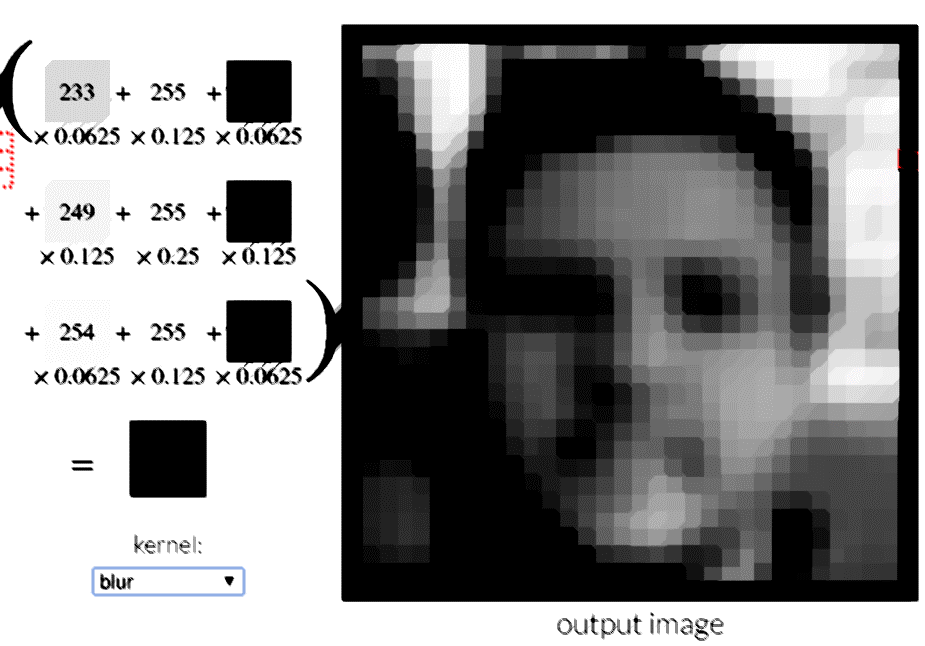 ( 233 + 255 +
× 0.0625 × 0.125 × 0.0625
+ 249 + 255 +
× 0.125 × 0.25 × 0.125
+ 254 + 255 + )
× 0.0625 × 0.125 × 0.0625
=
kernel:
blur
output image